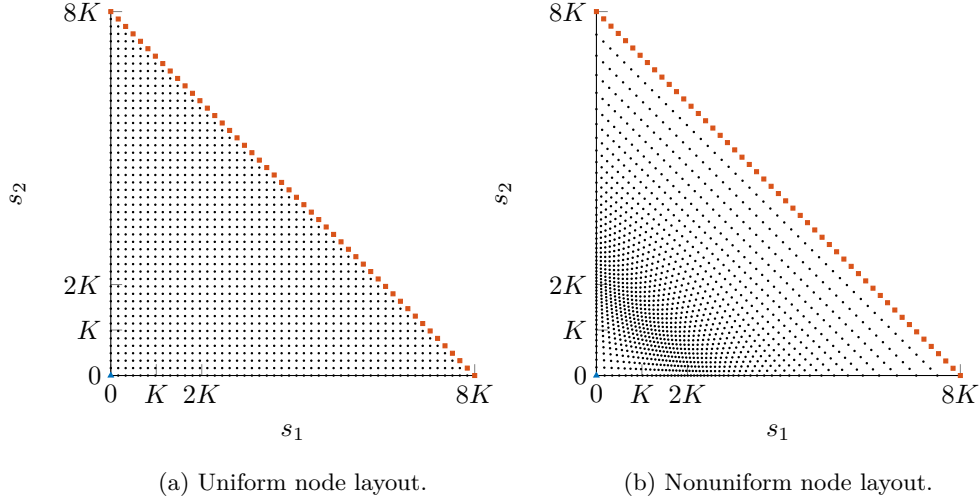 8K
s₂
2K
K
0
0 K 2K 8K
s₁
(a) Uniform node layout.
8K
s₂
2K
K
0
0 K 2K 8K
s₁
(b) Nonuniform node layout.